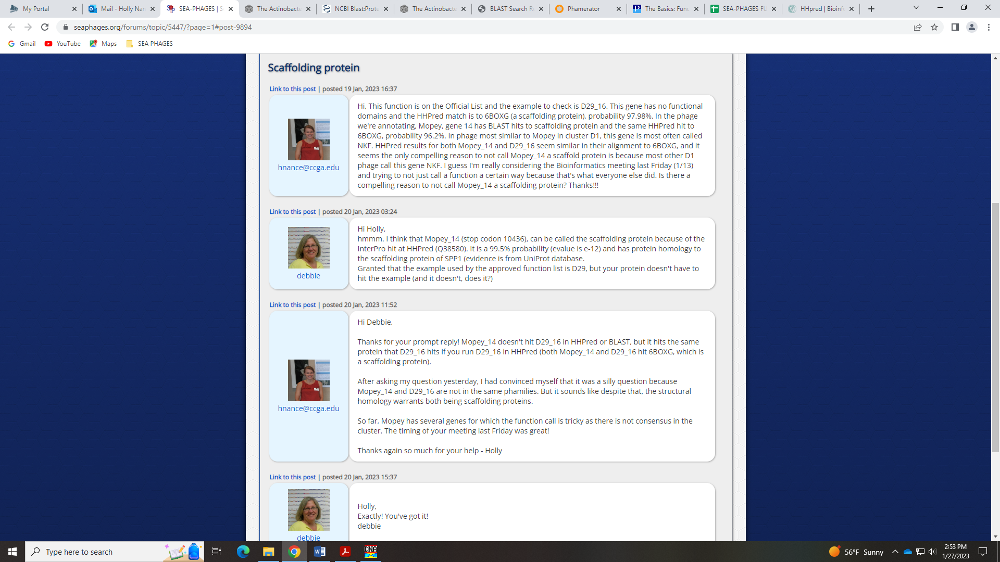 My Portal
Mail - Holly Nan
SEA-PHAGES | S
The Actinobacte
NCBI Blast:Prote
The Actinobacte
BLAST Search R
Phamerator
The Basics: Func
SEA-PHAGES FU
HHpred | Bioinfo
seaphages.org/forums/topic/5447/?page=1#post-9894
Gmail
YouTube
Maps
SEA PHAGES
Scaffolding protein
Link to this post | posted 19 Jan, 2023 16:37
hnance@ccga.edu
Hi, This function is on the Official List and the example to check is D29_16. This gene has no functional
domains and the HHPred match is to 6BOXG (a scaffolding protein), probability 97.98%. In the phage
we're annotating, Mopey, gene 14 has BLAST hits to scaffolding protein and the same HHPred hit to
6BOXG, probability 96.2%. In phage most similar to Mopey in cluster D1, this gene is most often called
NKF. HHPred results for both Mopey_14 and D29_16 seem similar in their alignment to 6BOXG, and it
seems the only compelling reason to not call Mopey_14 a scaffold protein is because most other D1
phage call this gene NKF. I guess I'm really considering the Bioinformatics meeting last Friday (1/13)
and trying to not just call a function a certain way because that's what everyone else did. Is there a
compelling reason to not call Mopey_14 a scaffolding protein? Thanks!!!
Link to this post | posted 20 Jan, 2023 03:24
debbie
Hi Holly,
hmmm. I think that Mopey_14 (stop codon 10436), can be called the scaffolding protein because of the
InterPro hit at HHPred (Q38580). It is a 99.5% probability (evalue is e-12) and has protein homology to
the scaffolding protein of SPP1 (evidence is from UniProt database.
Granted that the example used by the approved function list is D29, but your protein doesn't have to
hit the example (and it doesn't, does it?)
Link to this post | posted 20 Jan, 2023 11:52
hnance@ccga.edu
Hi Debbie,
Thanks for your prompt reply! Mopey_14 doesn't hit D29_16 in HHPred or BLAST, but it hits the same
protein that D29_16 hits if you run D29_16 in HHPred (both Mopey_14 and D29_16 hit 6BOXG, which is
a scaffolding protein).
After asking my question yesterday, I had convinced myself that it was a silly question because
Mopey_14 and D29_16 are not in the same phamilies. But it sounds like despite that, the structural
homology warrants both being scaffolding proteins.
So far, Mopey has several genes for which the function call is tricky as there is not consensus in the
cluster. The timing of your meeting last Friday was great!
Thanks again so much for your help - Holly
Link to this post | posted 20 Jan, 2023 15:37
debbie
Holly,
Exactly! You've got it!
debbie
Type here to search
DNA
56°F Sunny
2:53 PM
1/27/2023